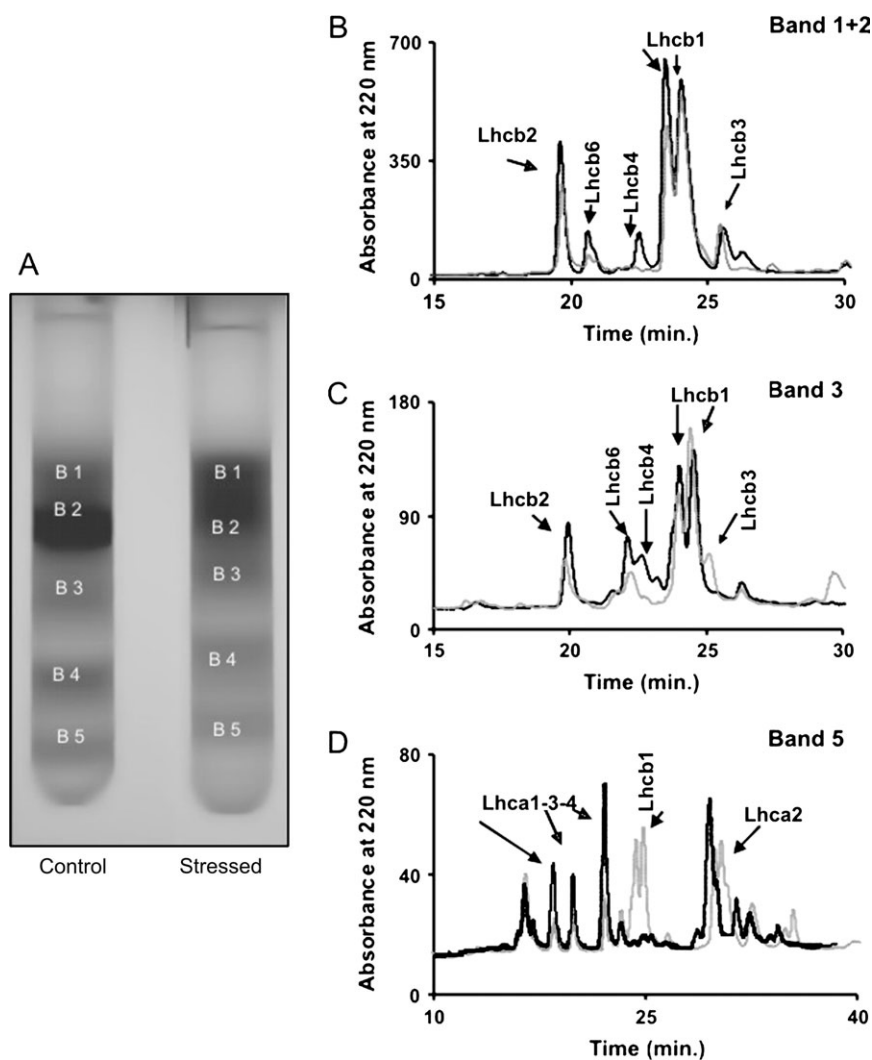 A
B 1
B 2
B 3
B 4
B 5
B 1
B 2
B 3
B 4
B 5
Control
Stressed
B
Band 1+2
Absorbance at 220 nm
700
350
0
Lhcb2
Lhcb6
Lhcb4
Lhcb1
Lhcb3
15
20
25
30
Time (min.)
C
Band 3
Absorbance at 220 nm
180
90
0
Lhcb2
Lhcb6
Lhcb4
Lhcb1
Lhcb3
15
20
25
30
Time (min.)
D
Band 5
Absorbance at 220 nm
80
40
0
Lhca1-3-4
Lhcb1
Lhca2
10
25
40
Time (min.)